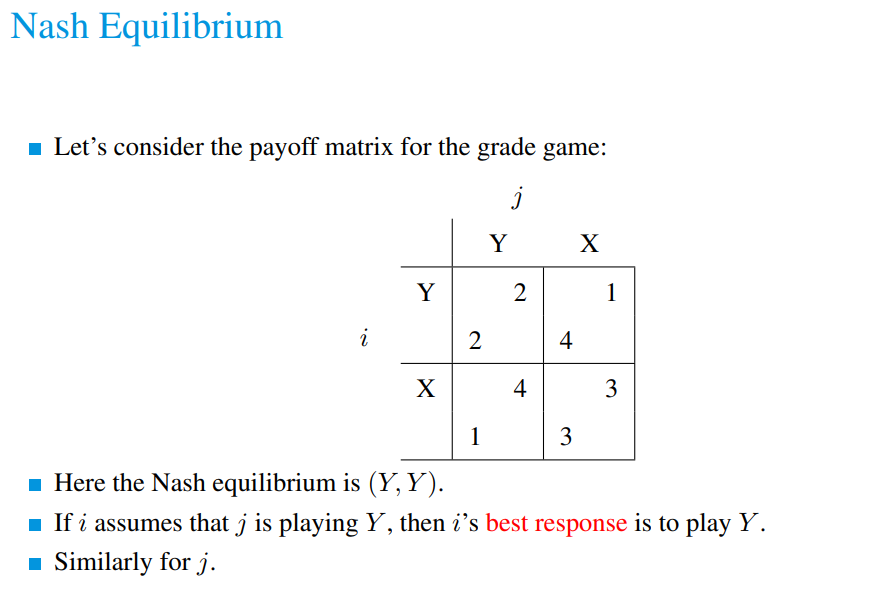 Nash Equilibrium
Let's consider the payoff matrix for the grade game:
j
Y X
Y 2 1
i 2 4
X 4 3
1 3
Here the Nash equilibrium is (Y, Y).
If i assumes that j is playing Y, then i's best response is to play Y.
Similarly for j.